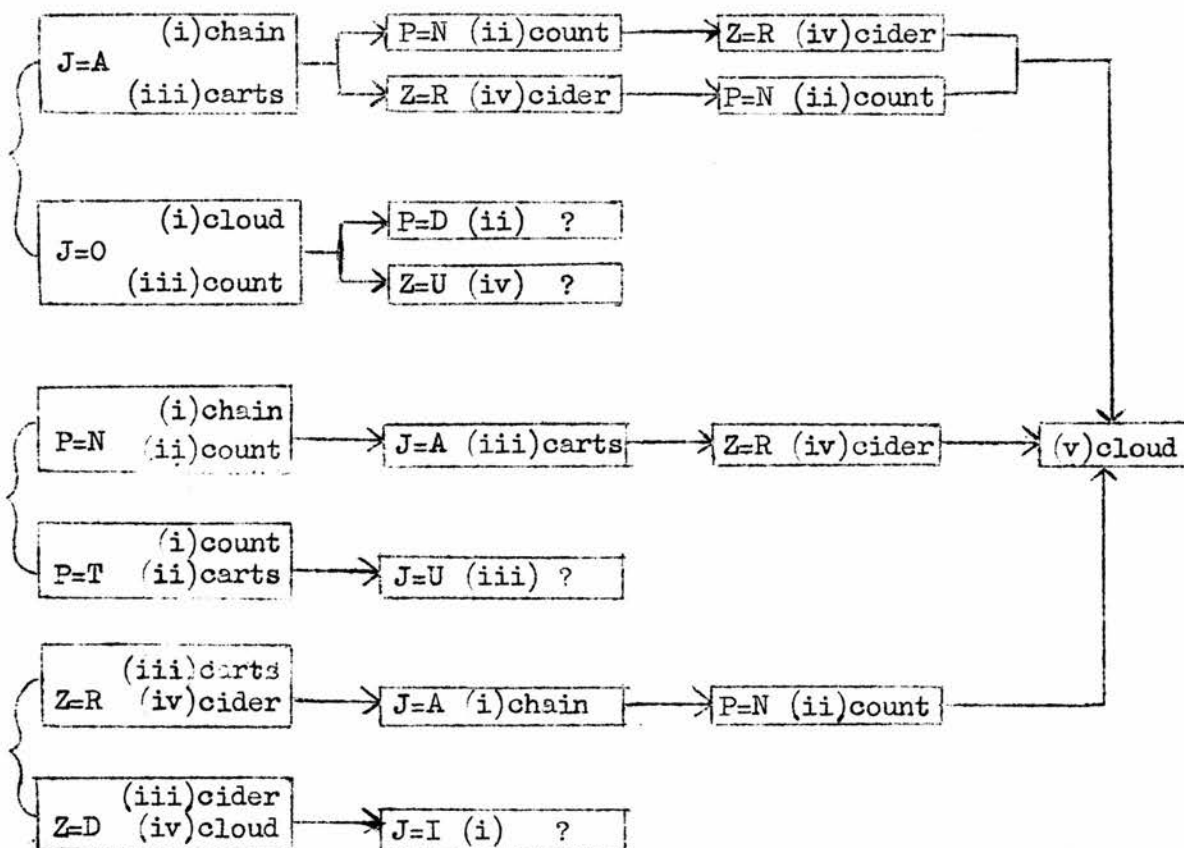 (i)chain
J=A
(iii)carts
P=N (ii)count
Z=R (iv)cider
Z=R (iv)cider
P=N (ii)count
(i)cloud
J=O
(iii)count
P=D (ii) ?
Z=U (iv) ?
(i)chain
P=N (ii)count
J=A (iii)carts
Z=R (iv)cider
(v)cloud
(i)count
P=T (ii)carts
J=U (iii) ?
(iii)carts
Z=R (iv)cider
J=A (i)chain
P=N (ii)count
(iii)cider
Z=D (iv)cloud
J=I (i) ?